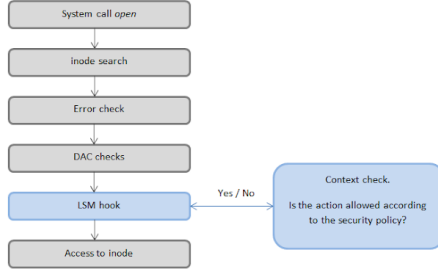 System call open
inode search
Error check
DAC checks
LSM hook
Yes / No
Context check.
Is the action allowed according
to the security policy?
Access to inode